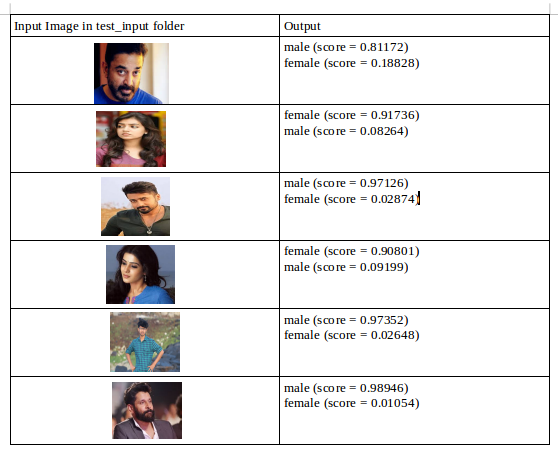 Input Image in test_input folder
Output
male (score = 0.81172)
female (score = 0.18828)
female (score = 0.91736)
male (score = 0.08264)
male (score = 0.97126)
female (score = 0.02874)
female (score = 0.90801)
male (score = 0.09199)
male (score = 0.97352)
female (score = 0.02648)
male (score = 0.98946)
female (score = 0.01054)